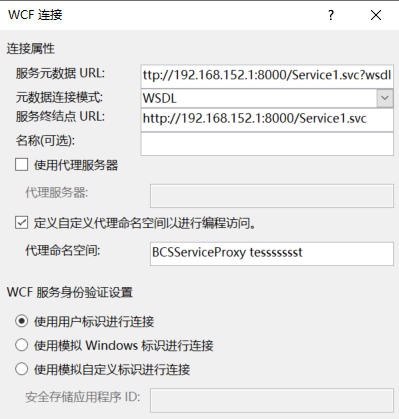 WCF 连接
? ×
连接属性
服务元数据 URL: ttp://192.168.152.1:8000/Service1.svc?wsdl
元数据连接模式: WSDL
服务终结点 URL: http://192.168.152.1:8000/Service1.svc
名称(可选):
使用代理服务器
代理服务器:
定义自定义代理命名空间以进行编程访问。
代理命名空间: BCSServiceProxy tessssssst
WCF 服务身份验证设置
使用用户标识进行连接
使用模拟 Windows 标识进行连接
使用模拟自定义标识进行连接
安全存储应用程序 ID: